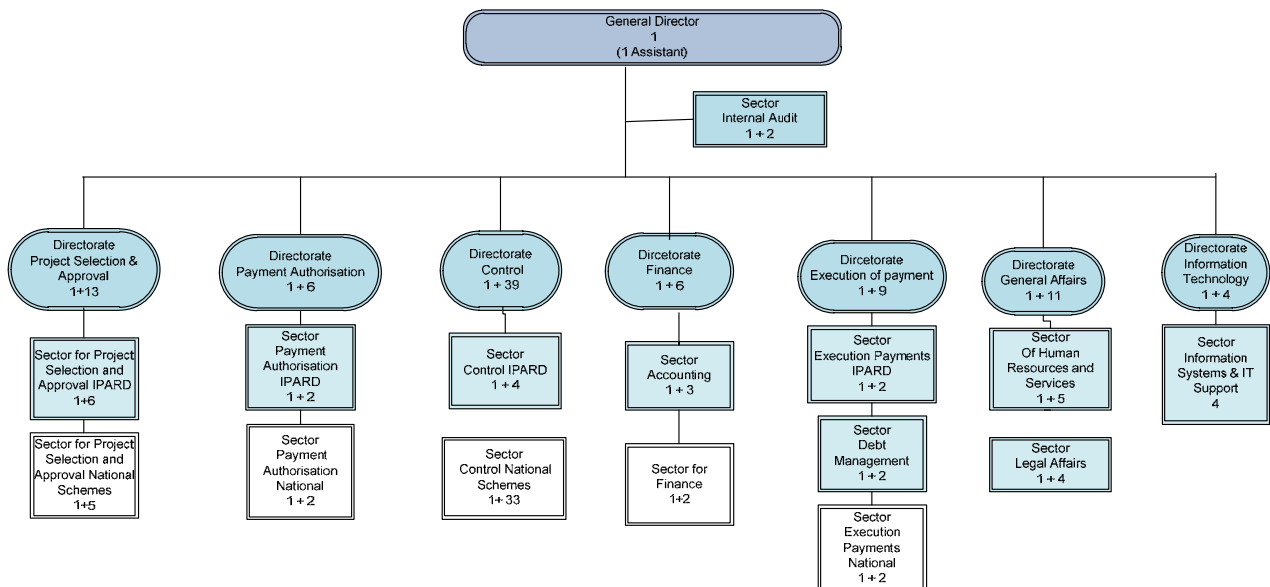 General Director
1
(1 Assistant)
Sector
Internal Audit
1 + 2
Directorate
Project Selection &
Approval
1+13
Directorate
Payment Authorisation
1 + 6
Directorate
Control
1 + 39
Dircetorate
Finance
1 + 6
Dircetorate
Execution of payment
1 + 9
Directorate
General Affairs
1 + 11
Directorate
Information
Technology
1 + 4
Sector for Project
Selection and
Approval IPARD
1+6
Sector
Payment
Authorisation
IPARD
1 + 2
Sector
Control IPARD
1 + 4
Sector
Accounting
1 + 3
Sector
Execution Payments
IPARD
1 + 2
Sector
Of Human
Resources and
Services
1 + 5
Sector
Information
Systems & IT
Support
4
Sector for Project
Selection and
Approval National
Schemes
1+5
Sector
Payment
Authorisation
National
1 + 2
Sector
Control National
Schemes
1 + 33
Sector for
Finance
1+2
Sector
Debt
Management
1 + 2
Sector
Legal Affairs
1 + 4
Sector
Execution
Payments
National
1 + 2